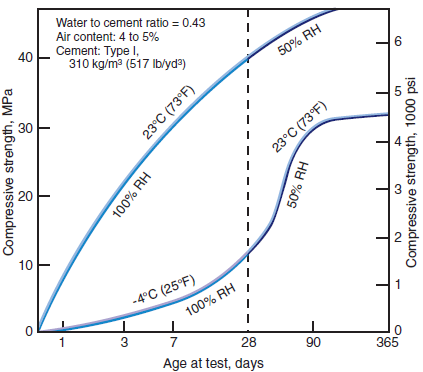 Water to cement ratio = 0.43
Air content: 4 to 5%
Cement: Type I,
310 kg/m³ (517 lb/yd³)
50% RH
23°C (73°F)
100% RH
23°C (73°F)
50% RH
-4°C (25°F)
100% RH
Compressive strength, MPa
40
30
20
10
0
Compressive strength, 1000 psi
6
5
4
3
2
1
0
1 3 7 28 90 365
Age at test, days